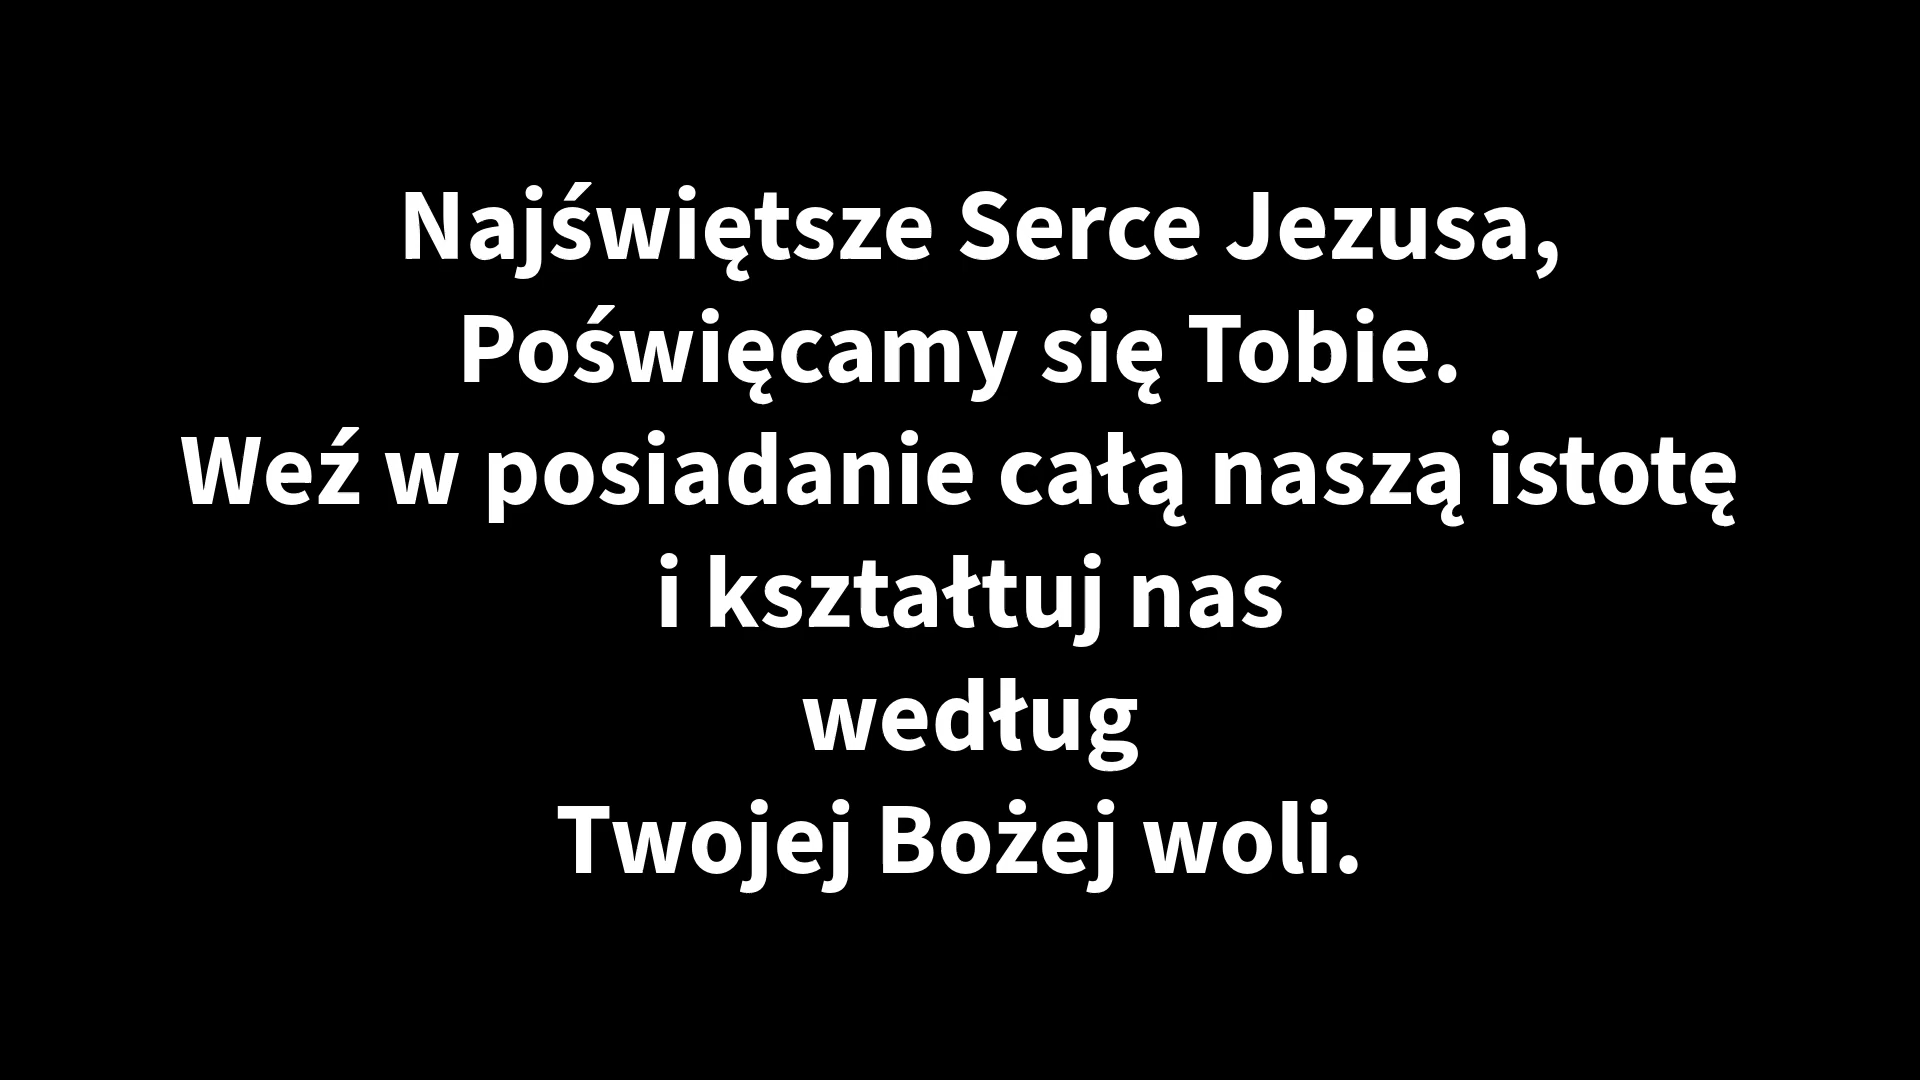 Najświętsze Serce Jezusa,
Poświęcamy się Tobie.
Weź w posiadanie całą naszą istotę
i kształtuj nas
według
Twojej Bożej woli.